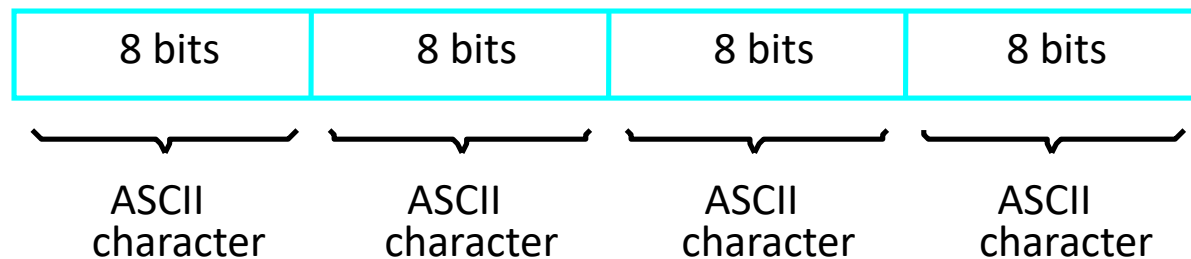 8 bits 8 bits 8 bits 8 bits
ASCII ASCII ASCII ASCII
character character character character